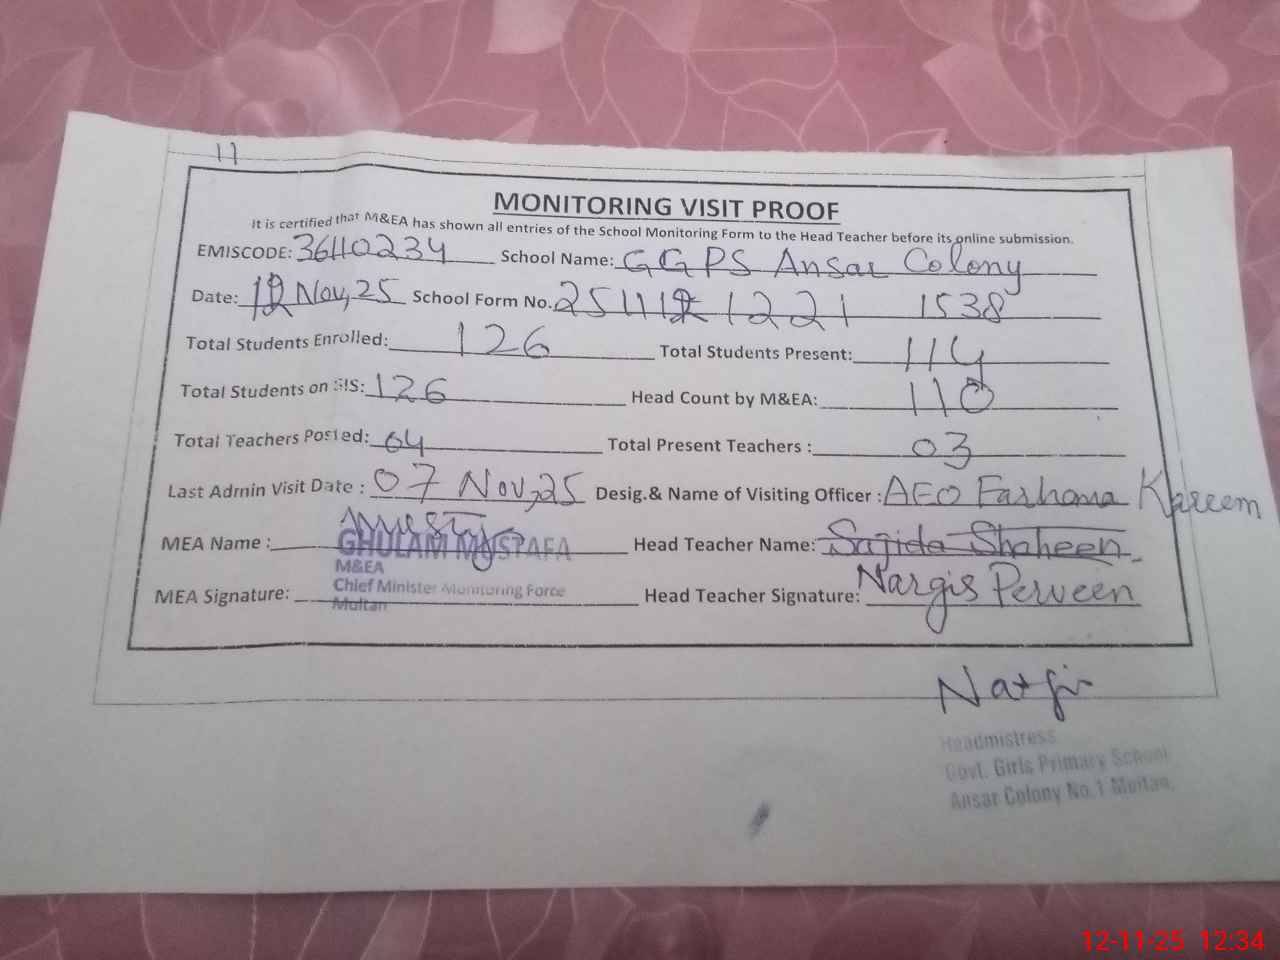 11
MONITORING VISIT PROOF
It is certified that M&EA has shown all entries of the School Monitoring Form to the Head Teacher before its online submission.
EMISCODE: 36110234 School Name: GGPS Ansar Colony
Date: 12 Nov, 25 School Form No. 251112 1221 1538
Total Students Enrolled: 126 Total Students Present: 114
Total Students on SIS: 126 Head Count by M&EA: 110
Total Teachers Posted: 04 Total Present Teachers : 03
Last Admin Visit Date : 07 Nov, 25 Desig.& Name of Visiting Officer : AEO Farhana Kareem
MEA Name : GHULAM MUSTAFA Head Teacher Name: Sajida Shaheen
M&EA
Chief Minister Monitoring Force
Multan
MEA Signature: Head Teacher Signature: Nargis Perveen
Nargis
Headmistress
Govt. Girls Primary School
Ansar Colony No.1 Multan.
12-11-25 12:34